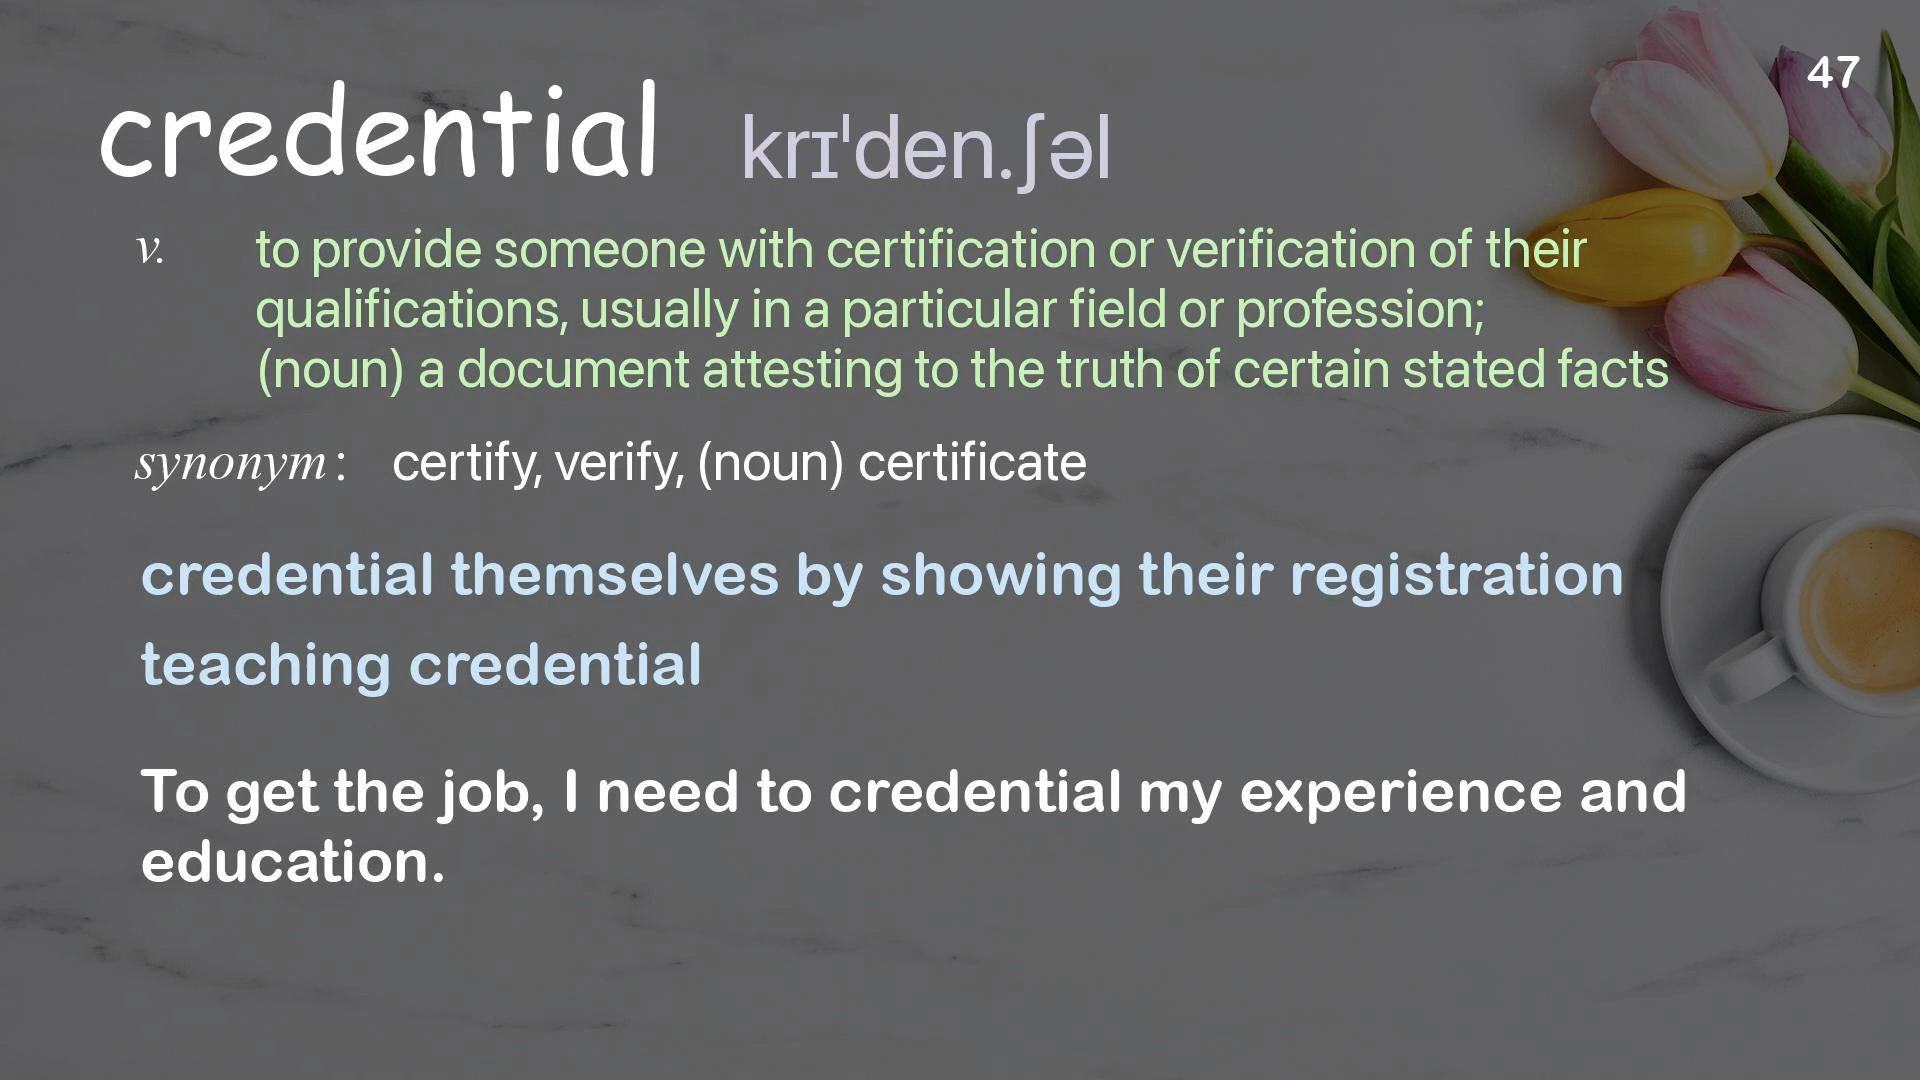 47
credential krɪˈden.ʃəl
v. to provide someone with certification or verification of their
qualifications, usually in a particular field or profession;
(noun) a document attesting to the truth of certain stated facts
synonym: certify, verify, (noun) certificate
credential themselves by showing their registration
teaching credential
To get the job, I need to credential my experience and
education.